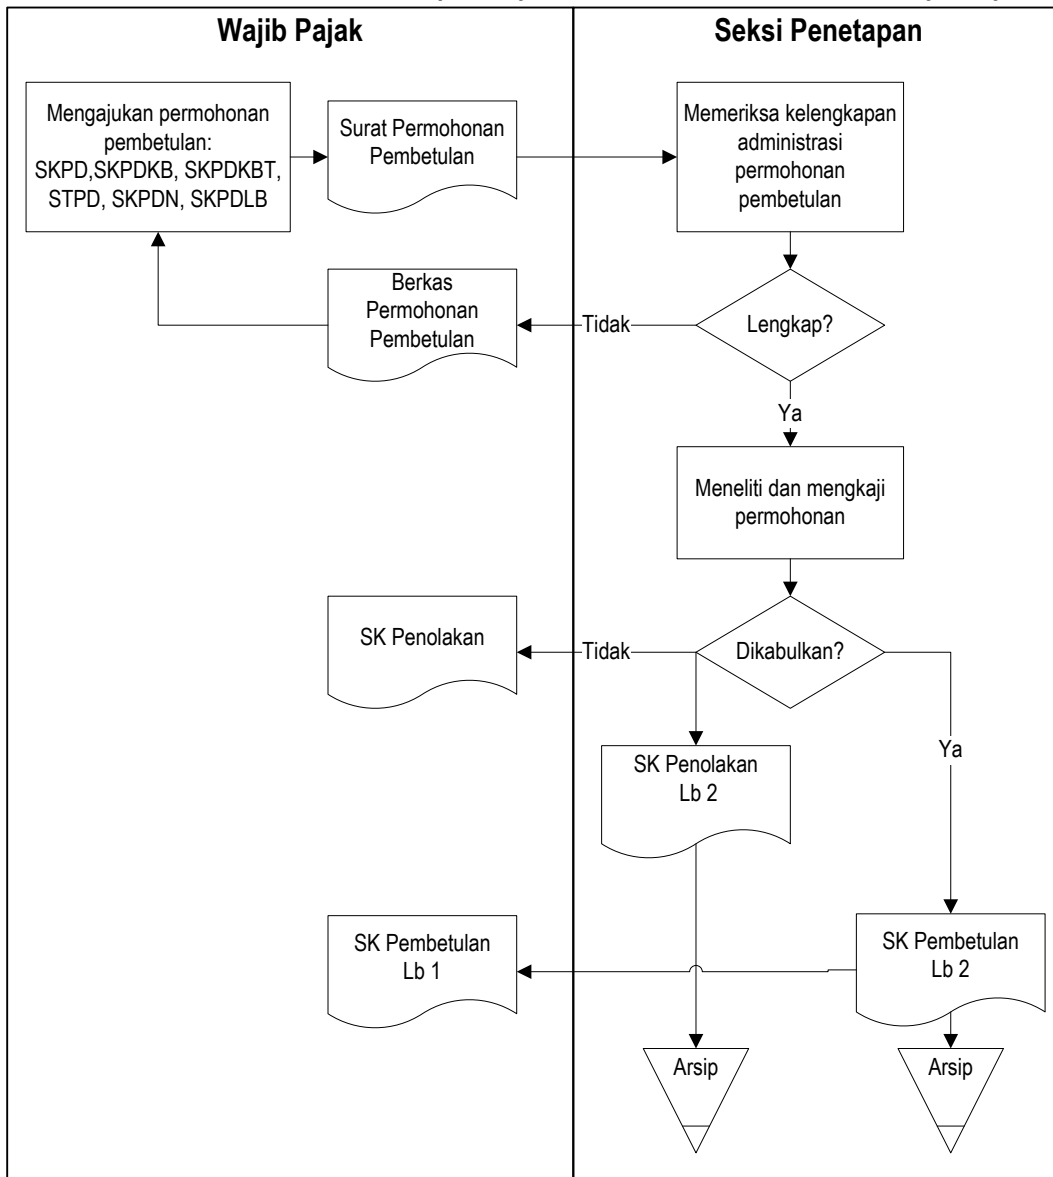 Wajib Pajak
Seksi Penetapan
Mengajukan permohonan
pembetulan:
SKPD,SKPDKB, SKPDKBT,
STPD, SKPDN, SKPDLB
Surat Permohonan
Pembetulan
Memeriksa kelengkapan
administrasi
permohonan
pembetulan
Berkas
Permohonan
Pembetulan
Tidak
Lengkap?
Ya
Meneliti dan mengkaji
permohonan
SK Penolakan
Tidak
Dikabulkan?
SK Penolakan
Lb 2
Ya
SK Pembetulan
Lb 1
SK Pembetulan
Lb 2
Arsip
Arsip